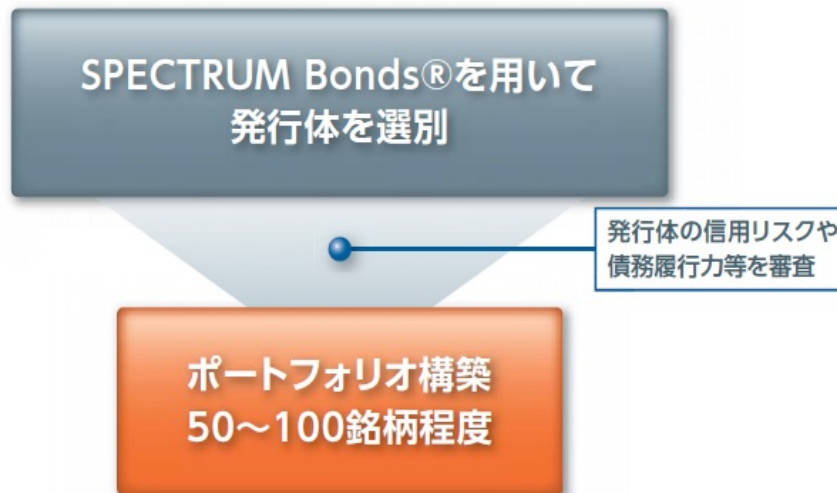 SPECTRUM Bonds®を用いて
発行体を選別
発行体の信用リスクや
債務履行力等を審査
ポートフォリオ構築
50～100銘柄程度